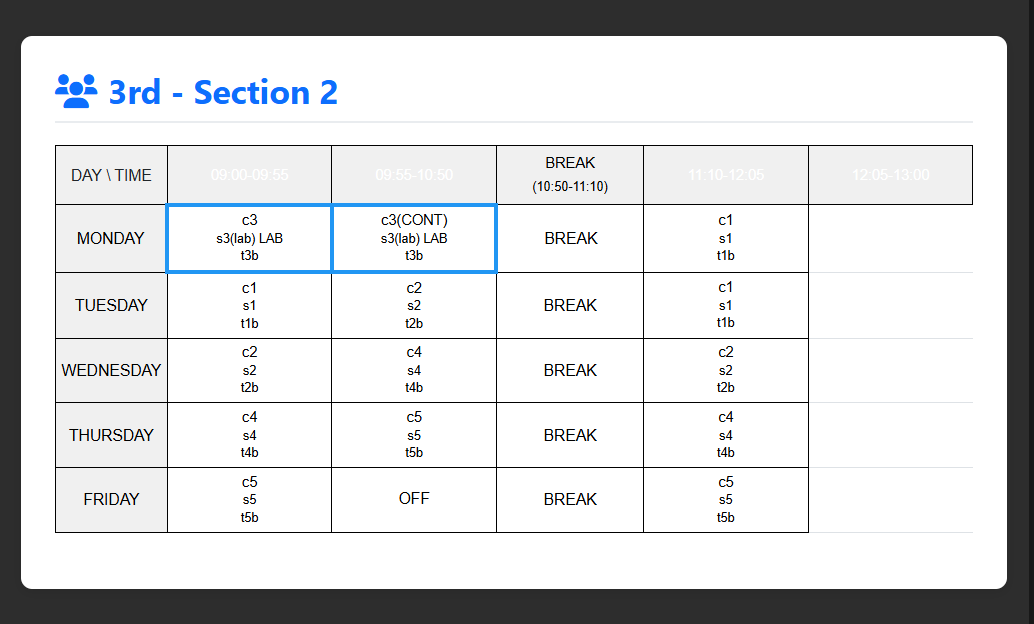 3rd - Section 2
DAY \ TIME
09:00-09:55
09:55-10:50
BREAK
(10:50-11:10)
11:10-12:05
12:05-13:00
MONDAY
c3
s3(lab) LAB
t3b
c3(CONT)
s3(lab) LAB
t3b
BREAK
c1
s1
t1b
TUESDAY
c1
s1
t1b
c2
s2
t2b
BREAK
c1
s1
t1b
WEDNESDAY
c2
s2
t2b
c4
s4
t4b
BREAK
c2
s2
t2b
THURSDAY
c4
s4
t4b
c5
s5
t5b
BREAK
c4
s4
t4b
FRIDAY
c5
s5
t5b
OFF
BREAK
c5
s5
t5b